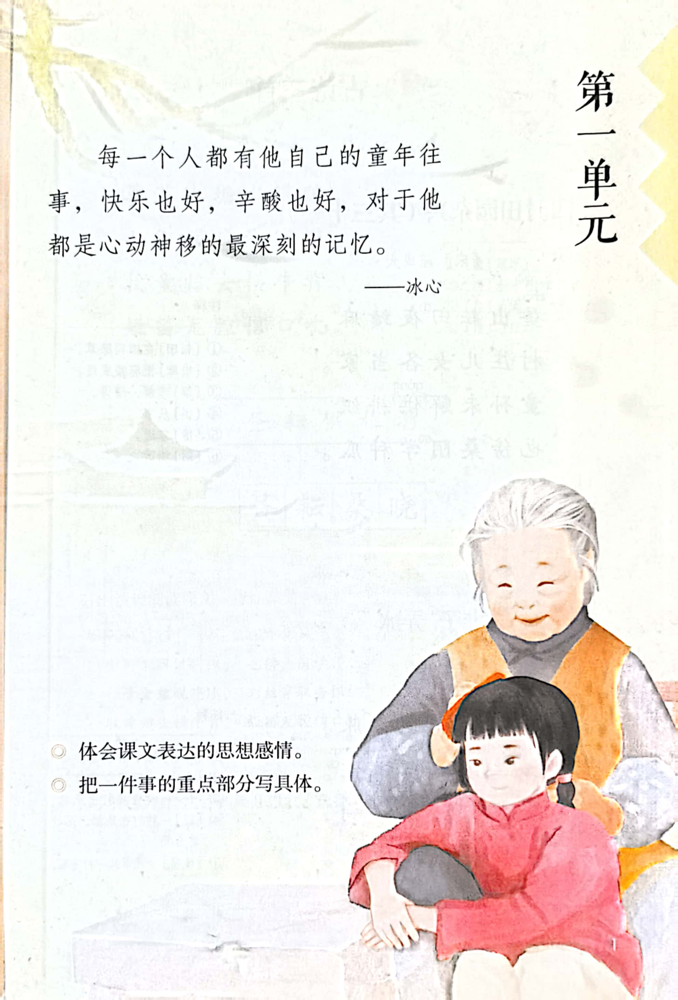 第一单元
每一个人都有他自己的童年往
事，快乐也好，辛酸也好，对于他
都是心动神移的最深刻的记忆。
——冰心
体会课文表达的思想感情。
把一件事的重点部分写具体。